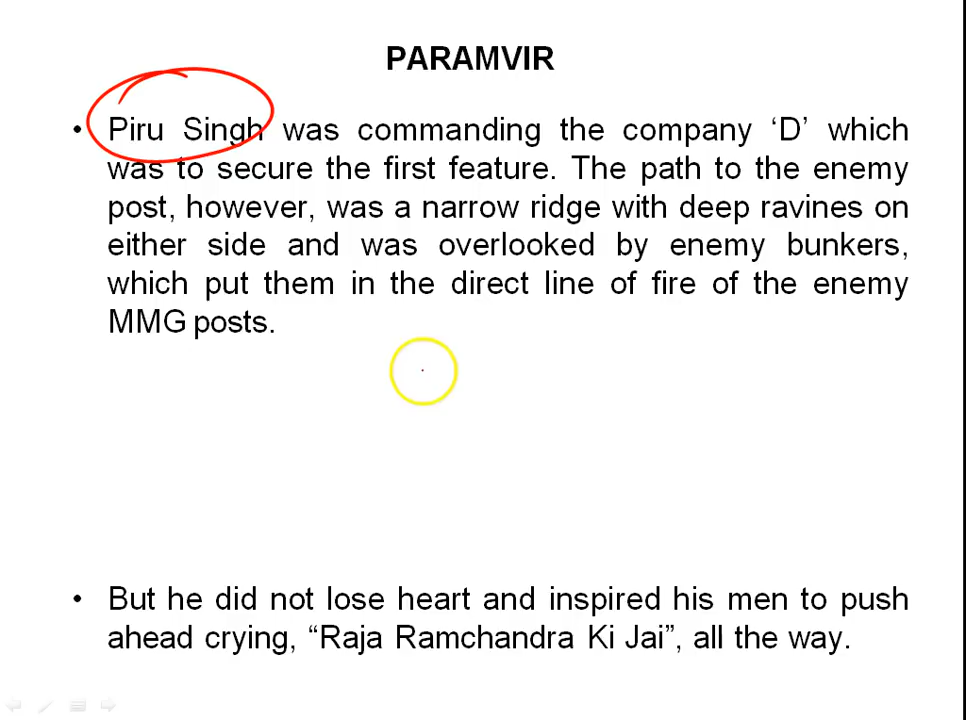 PARAMVIR
• Piru Singh was commanding the company ‘D’ which
was to secure the first feature. The path to the enemy
post, however, was a narrow ridge with deep ravines on
either side and was overlooked by enemy bunkers,
which put them in the direct line of fire of the enemy
MMG posts.
• But he did not lose heart and inspired his men to push
ahead crying, “Raja Ramchandra Ki Jai”, all the way.